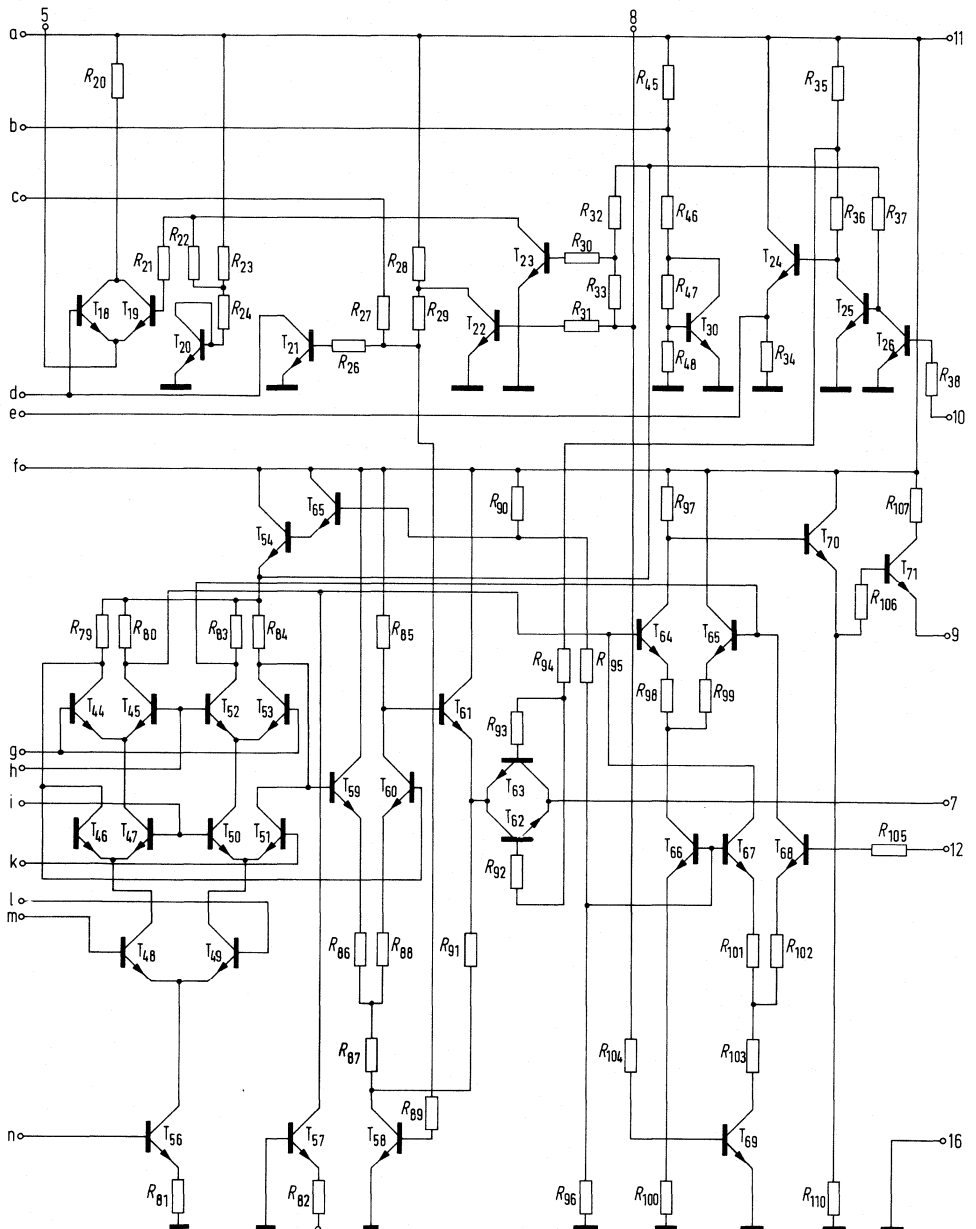 5
8
a
11
R20
R45
R35
b
c
R32
R46
R36
R37
R22
R21
R23
R28
T23
R30
T24
T18
T19
R24
R27
R29
R33
R47
R31
T25
T20
T21
T22
T30
T26
R26
R48
R34
R38
d
e
10
f
T65
R90
R97
R107
T54
T70
T71
R106
R79
R80
R83
R84
R85
T64
T65
9
R94
R95
R98
R99
T44
T45
T52
T53
T61
R93
g
h
T59
T60
T63
i
7
T46
T47
T50
T51
T62
R105
k
T66
T67
T68
12
R92
l
m
T48
T49
R86
R88
R91
R101
R102
R87
R104
R103
R89
n
T56
T57
T58
T69
16
R81
R82
R96
R100
R110